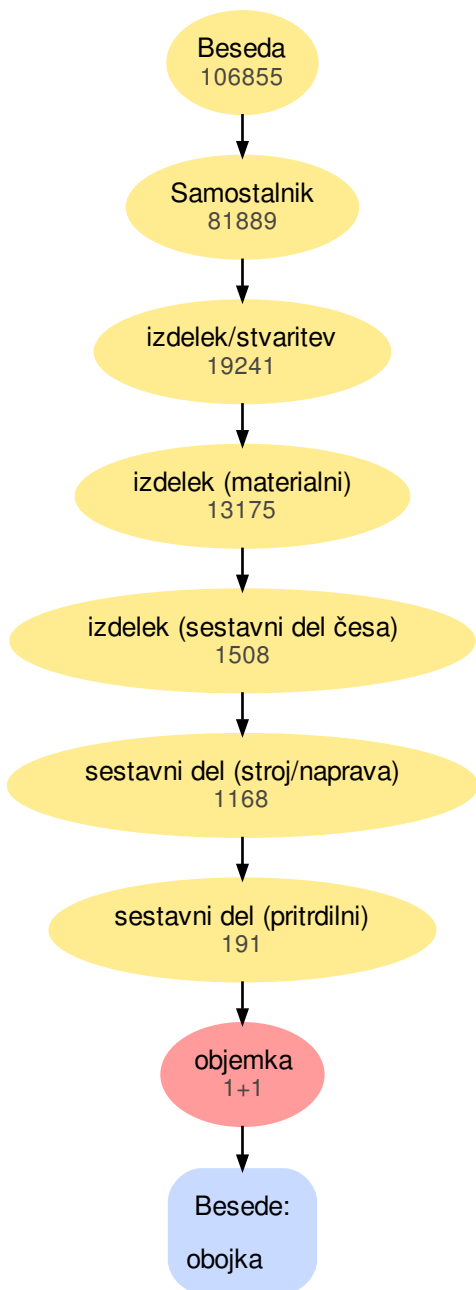 Beseda
106855
Samostalnik
81889
izdelek/stvaritev
19241
izdelek (materialni)
13175
izdelek (sestavni del česa)
1508
sestavni del (stroj/naprava)
1168
sestavni del (pritrdilni)
191
objemka
1+1
Besede:
obojka